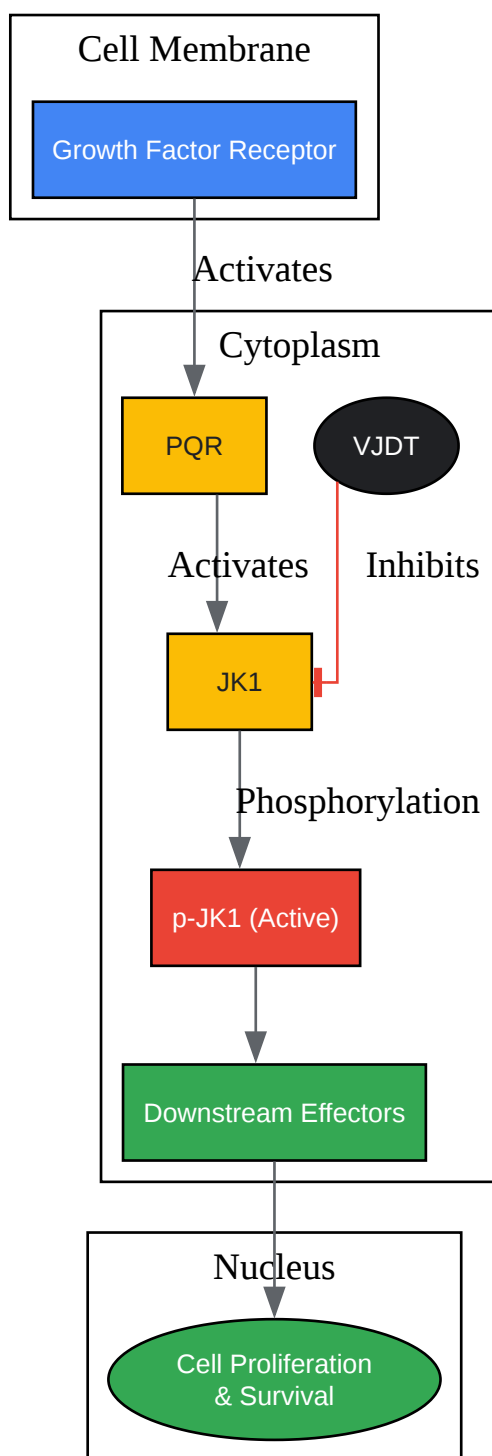 Cell Membrane
Growth Factor Receptor
Activates
Cytoplasm
PQR
VJDT
Activates
Inhibits
JK1
Phosphorylation
p-JK1 (Active)
Downstream Effectors
Nucleus
Cell Proliferation
& Survival